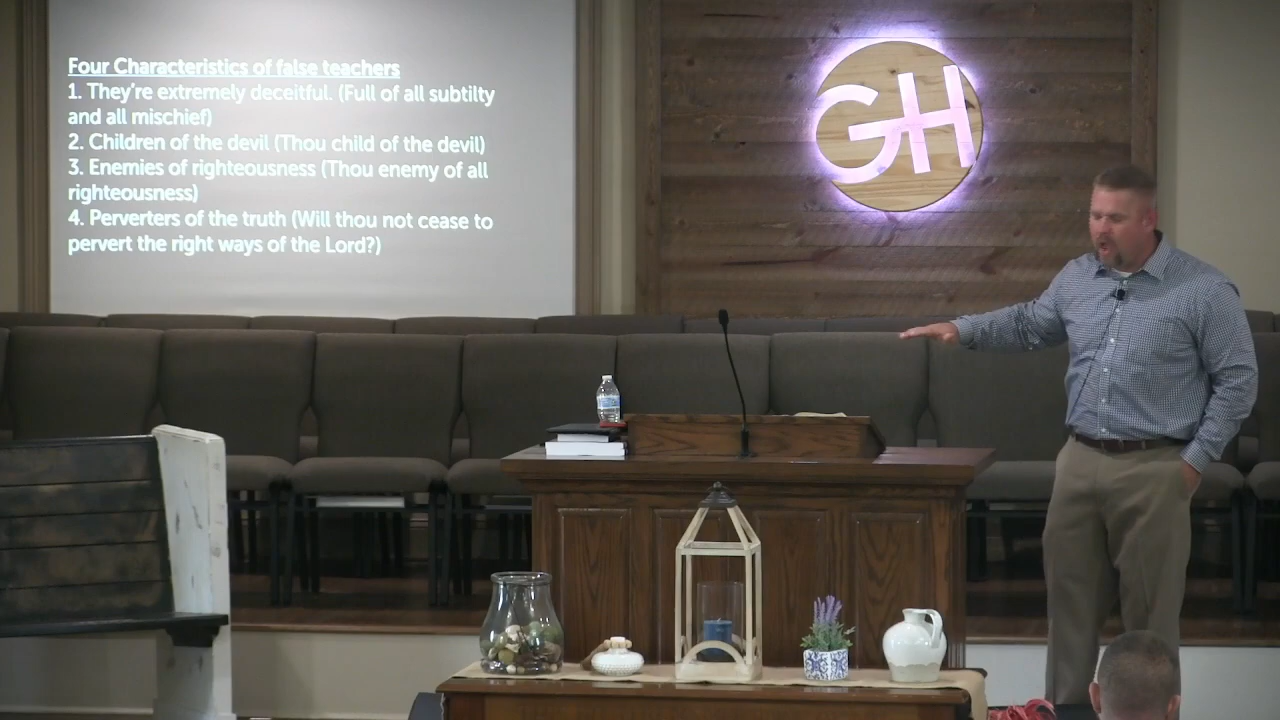 Four Characteristics of false teachers
1. They're extremely deceitful. (Full of all subtilty
and all mischief)
2. Children of the devil (Thou child of the devil)
3. Enemies of righteousness (Thou enemy of all
righteousness)
4. Perverters of the truth (Will thou not cease to
pervert the right ways of the Lord?)
GH